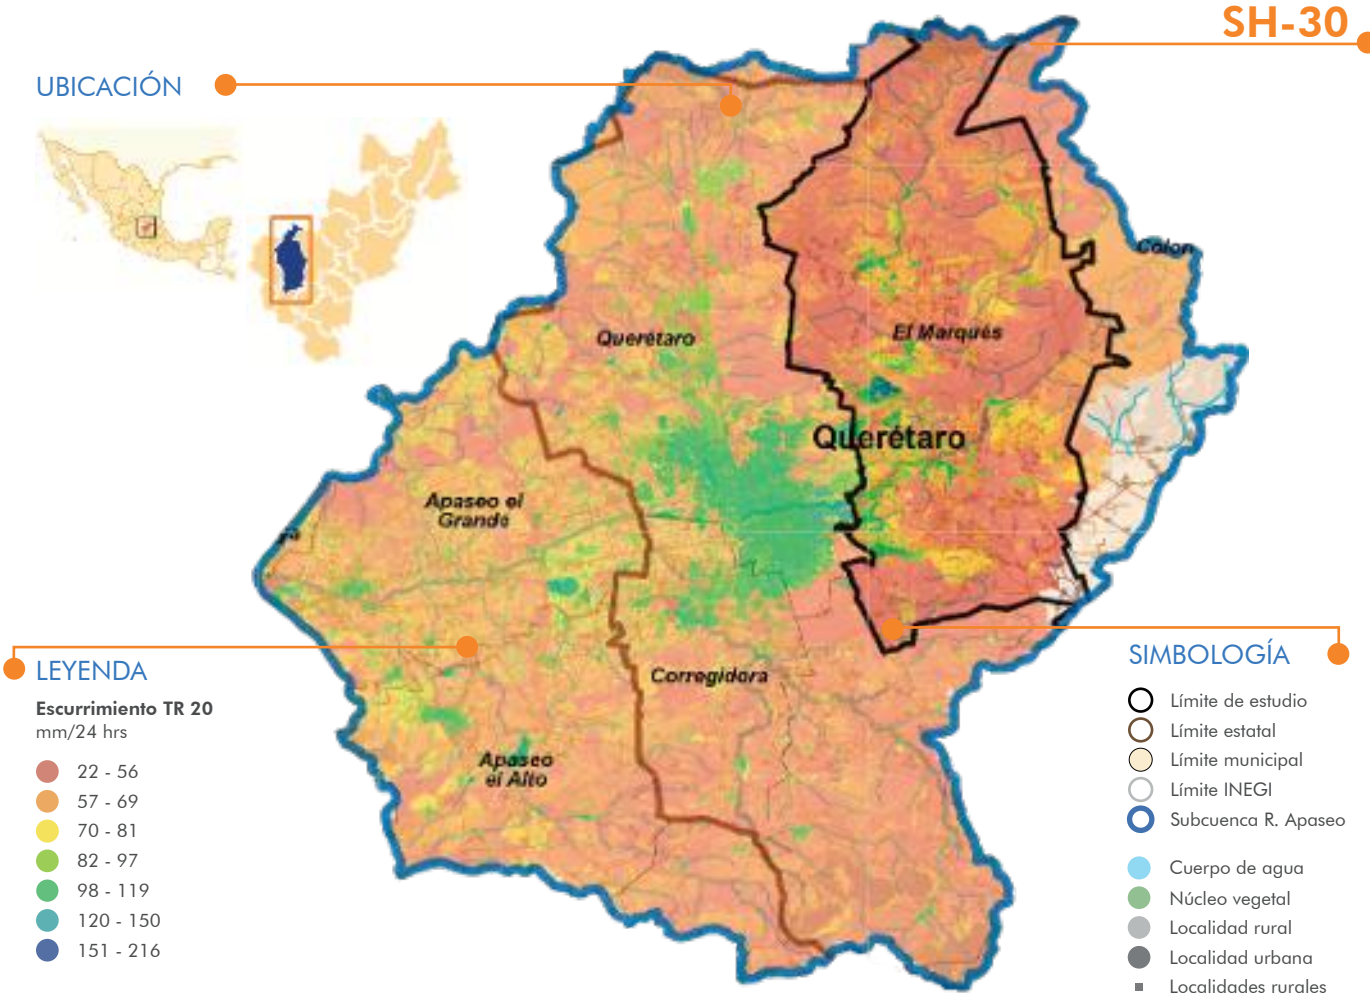 SH-30
UBICACIÓN
Colon
Querétaro
El Marqués
Querétaro
Apaseo el
Grande
Corregidora
Apaseo
el Alto
LEYENDA
Escurrimiento TR 20
mm/24 hrs
22 - 56
57 - 69
70 - 81
82 - 97
98 - 119
120 - 150
151 - 216
SIMBOLOGÍA
Límite de estudio
Límite estatal
Límite municipal
Límite INEGI
Subcuenca R. Apaseo
Cuerpo de agua
Núcleo vegetal
Localidad rural
Localidad urbana
Localidades rurales